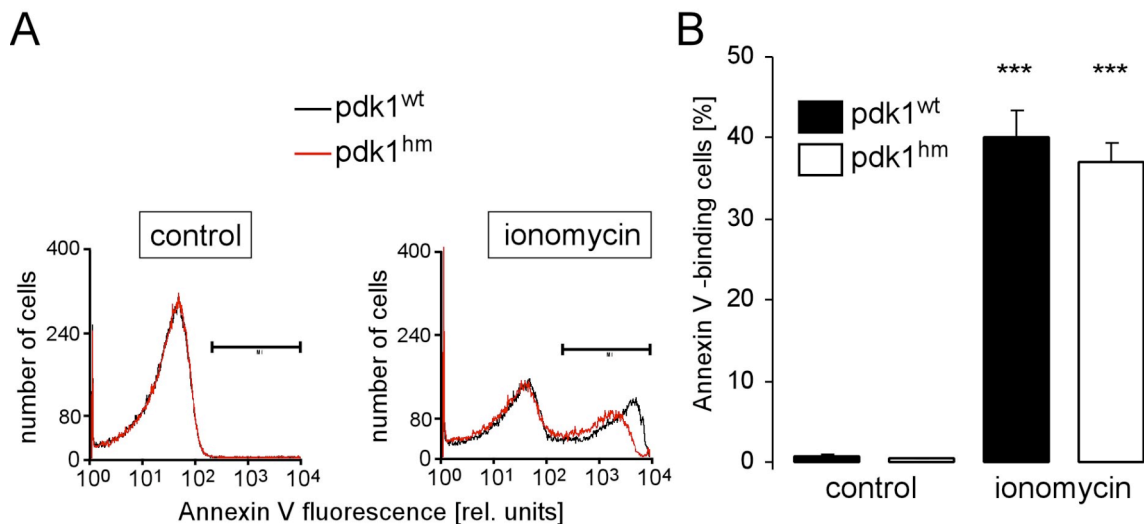 A
pdk1wt
pdk1hm
control
ionomycin
number of cells
400
240
80
0
100 101 102 103 104
M1
number of cells
400
240
80
0
100 101 102 103 104
M1
Annexin V fluorescence [rel. units]
B
Annexin V -binding cells [%]
50
40
30
20
10
0
*** ***
pdk1wt
pdk1hm
control ionomycin